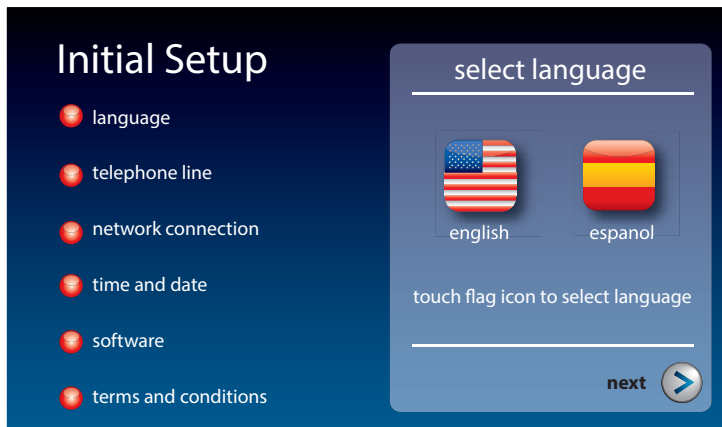 Initial Setup
language
telephone line
network connection
time and date
software
terms and conditions
select language
english
espanol
touch flag icon to select language
next